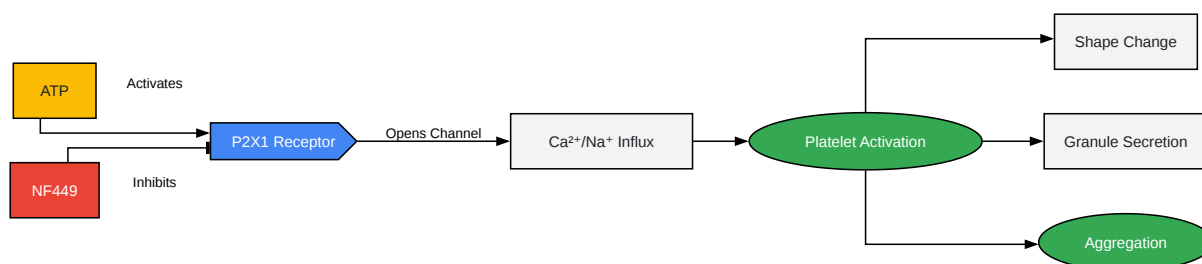 Shape Change
ATP
Activates
P2X1 Receptor
Opens Channel
Ca²⁺/Na⁺ Influx
Platelet Activation
Granule Secretion
NF449
Inhibits
Aggregation